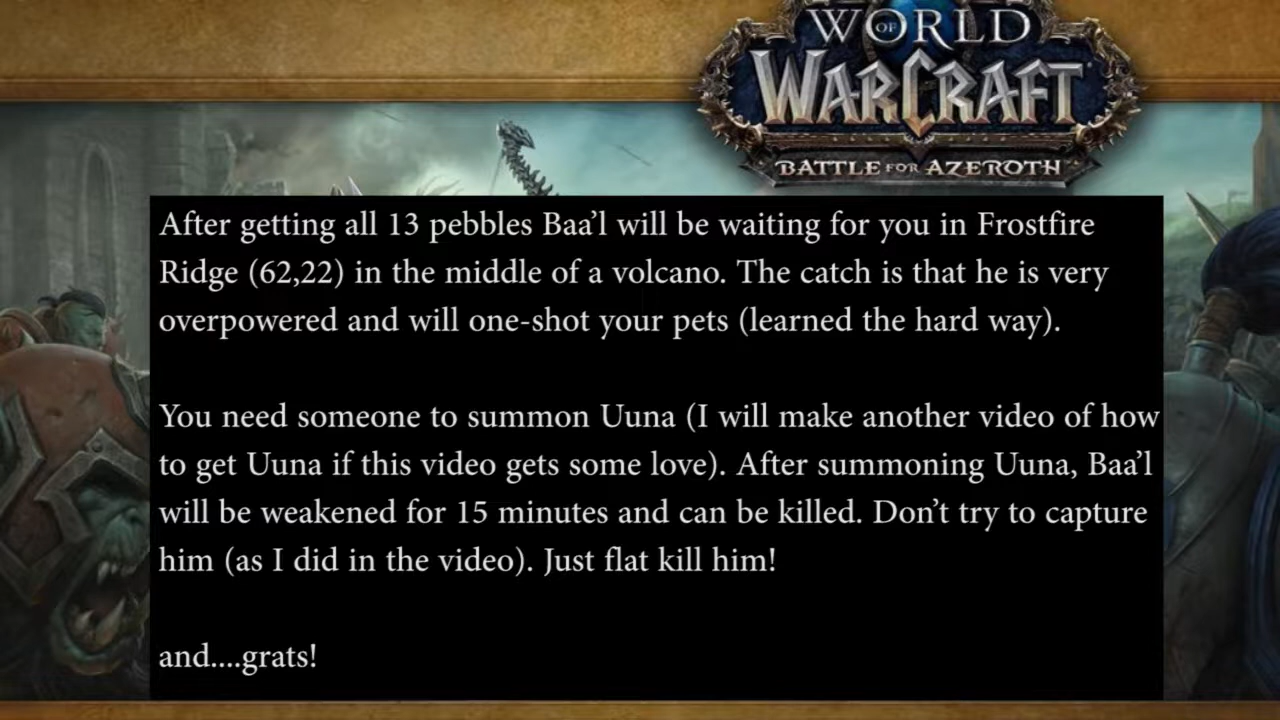 WORLD
OF
WARCRAFT
BATTLE FOR AZEROTH
After getting all 13 pebbles Baa’l will be waiting for you in Frostfire
Ridge (62,22) in the middle of a volcano. The catch is that he is very
overpowered and will one-shot your pets (learned the hard way).
You need someone to summon Uuna (I will make another video of how
to get Uuna if this video gets some love). After summoning Uuna, Baa’l
will be weakened for 15 minutes and can be killed. Don’t try to capture
him (as I did in the video). Just flat kill him!
and....grats!